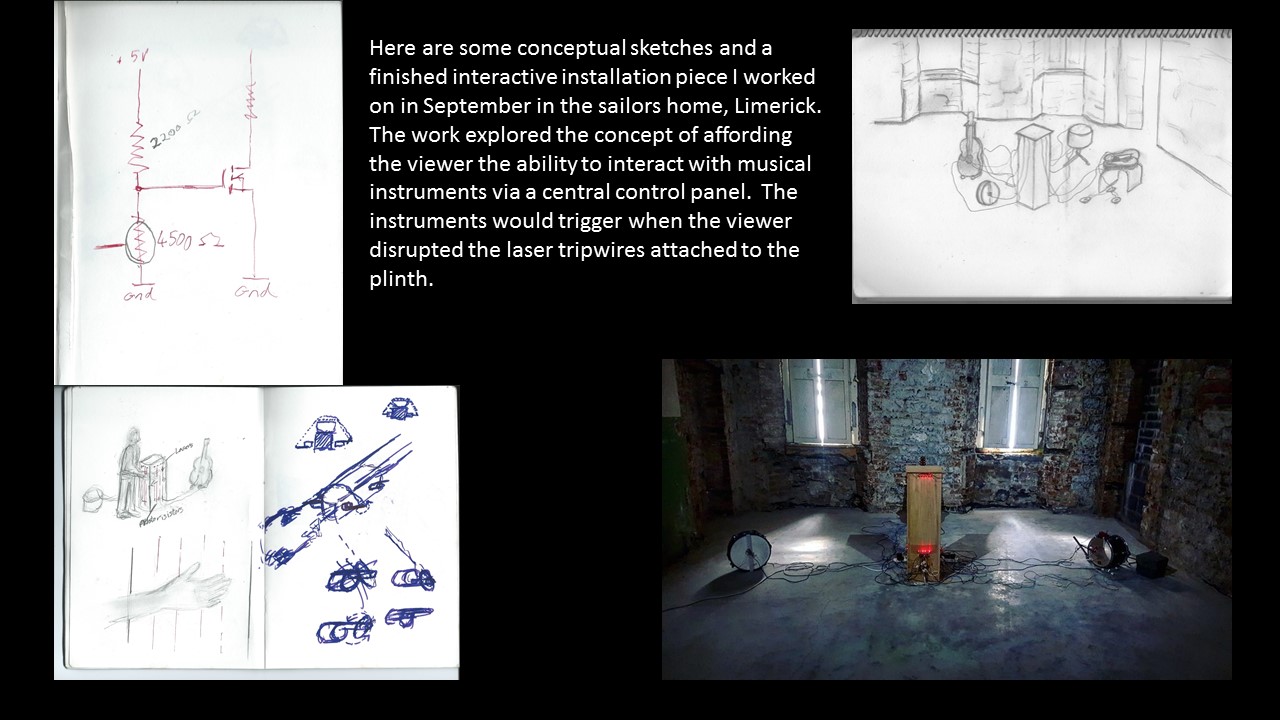 +5V
2200 Ω
4500 Ω
Gnd
Gnd
Here are some conceptual sketches and a
finished interactive installation piece I worked
on in September in the sailors home, Limerick.
The work explored the concept of affording
the viewer the ability to interact with musical
instruments via a central control panel.  The
instruments would trigger when the viewer
disrupted the laser tripwires attached to the
plinth.
Lasers